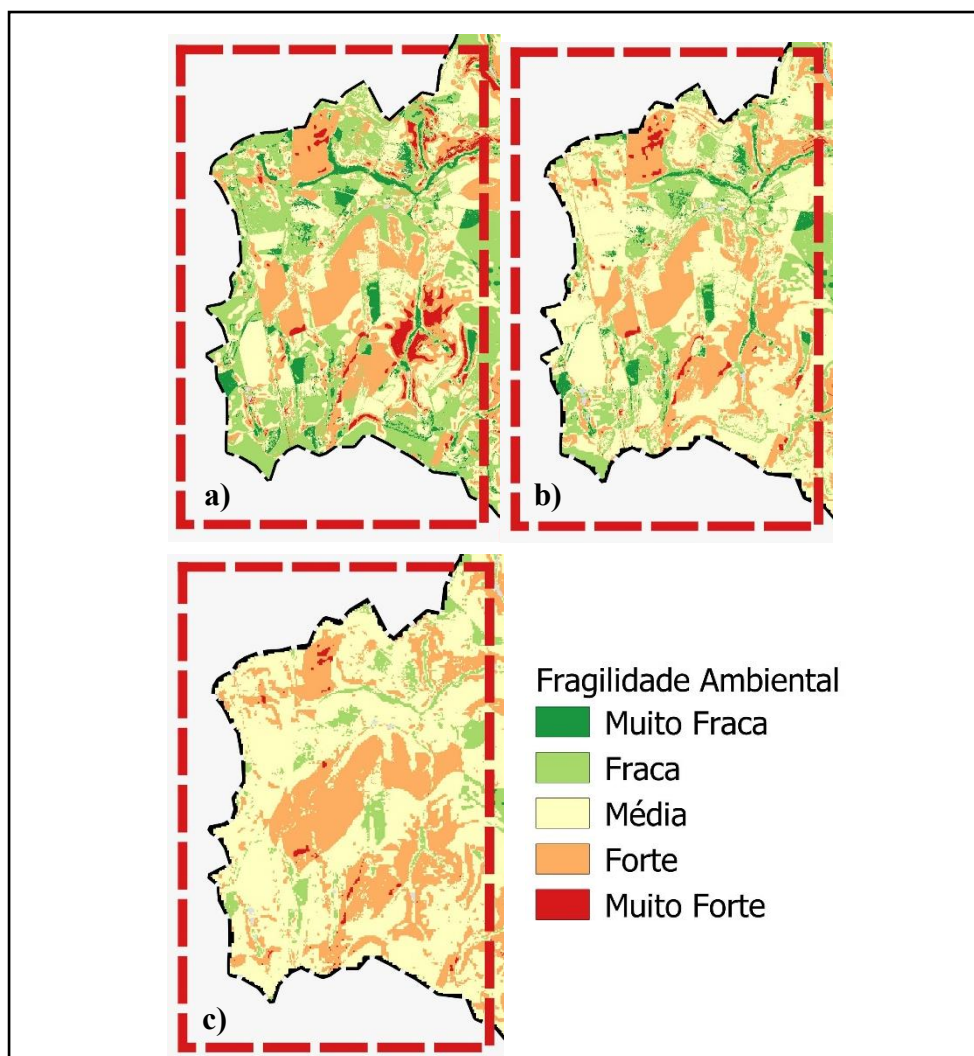 a)
b)
c)
Fragilidade Ambiental
Muito Fraca
Fraca
Média
Forte
Muito Forte